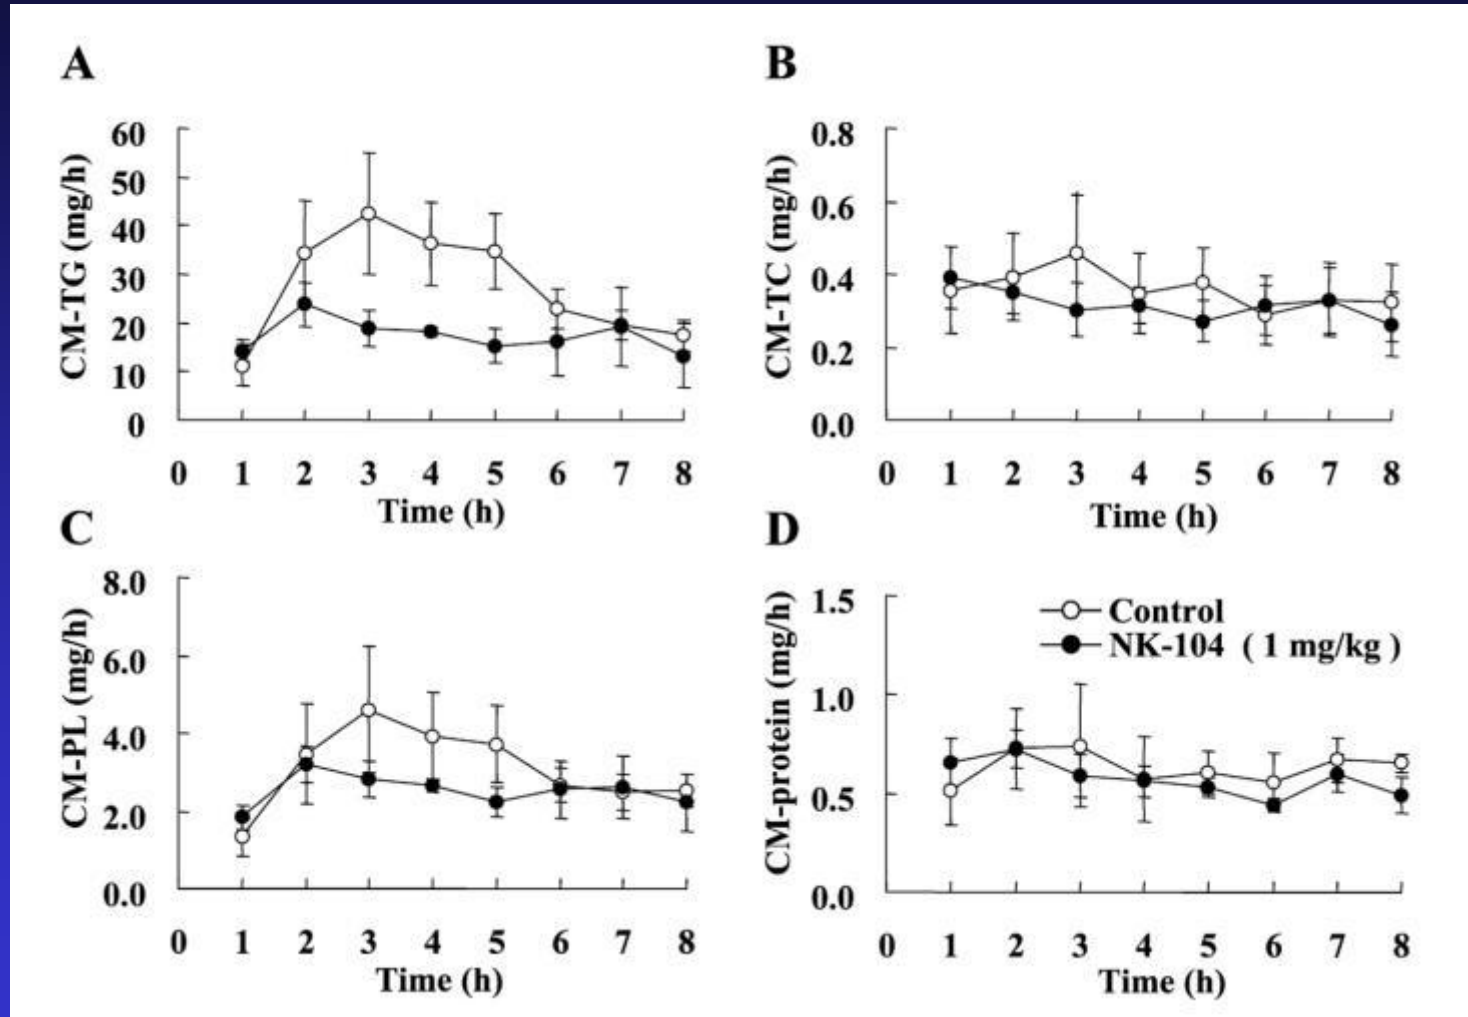 A
CM-TG (mg/h)
60
50
40
30
20
10
0
0 1 2 3 4 5 6 7 8
Time (h)
B
CM-TC (mg/h)
0.8
0.6
0.4
0.2
0.0
0 1 2 3 4 5 6 7 8
Time (h)
C
CM-PL (mg/h)
8.0
6.0
4.0
2.0
0.0
0 1 2 3 4 5 6 7 8
Time (h)
D
CM-protein (mg/h)
1.5
1.0
0.5
0.0
Control
NK-104 ( 1 mg/kg )
0 1 2 3 4 5 6 7 8
Time (h)